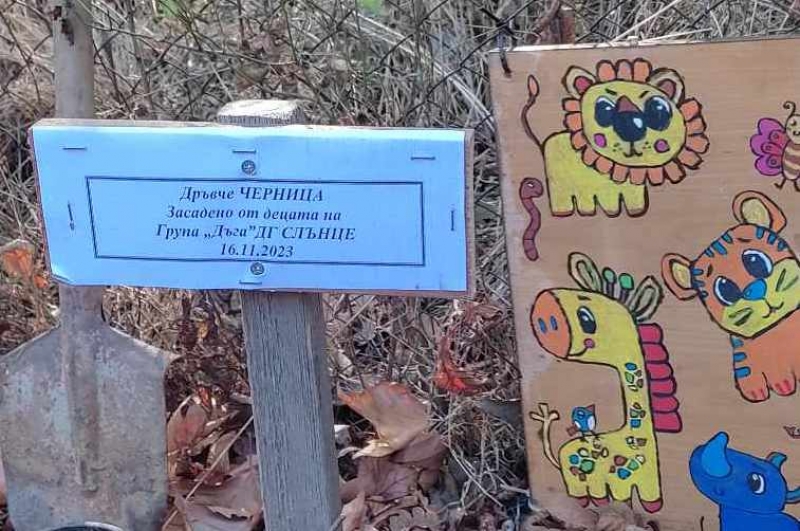 Дръвче ЧЕРНИЦА
Засадено от децата на
Група „Дъга”ДГ СЛЪНЦЕ
16.11.2023